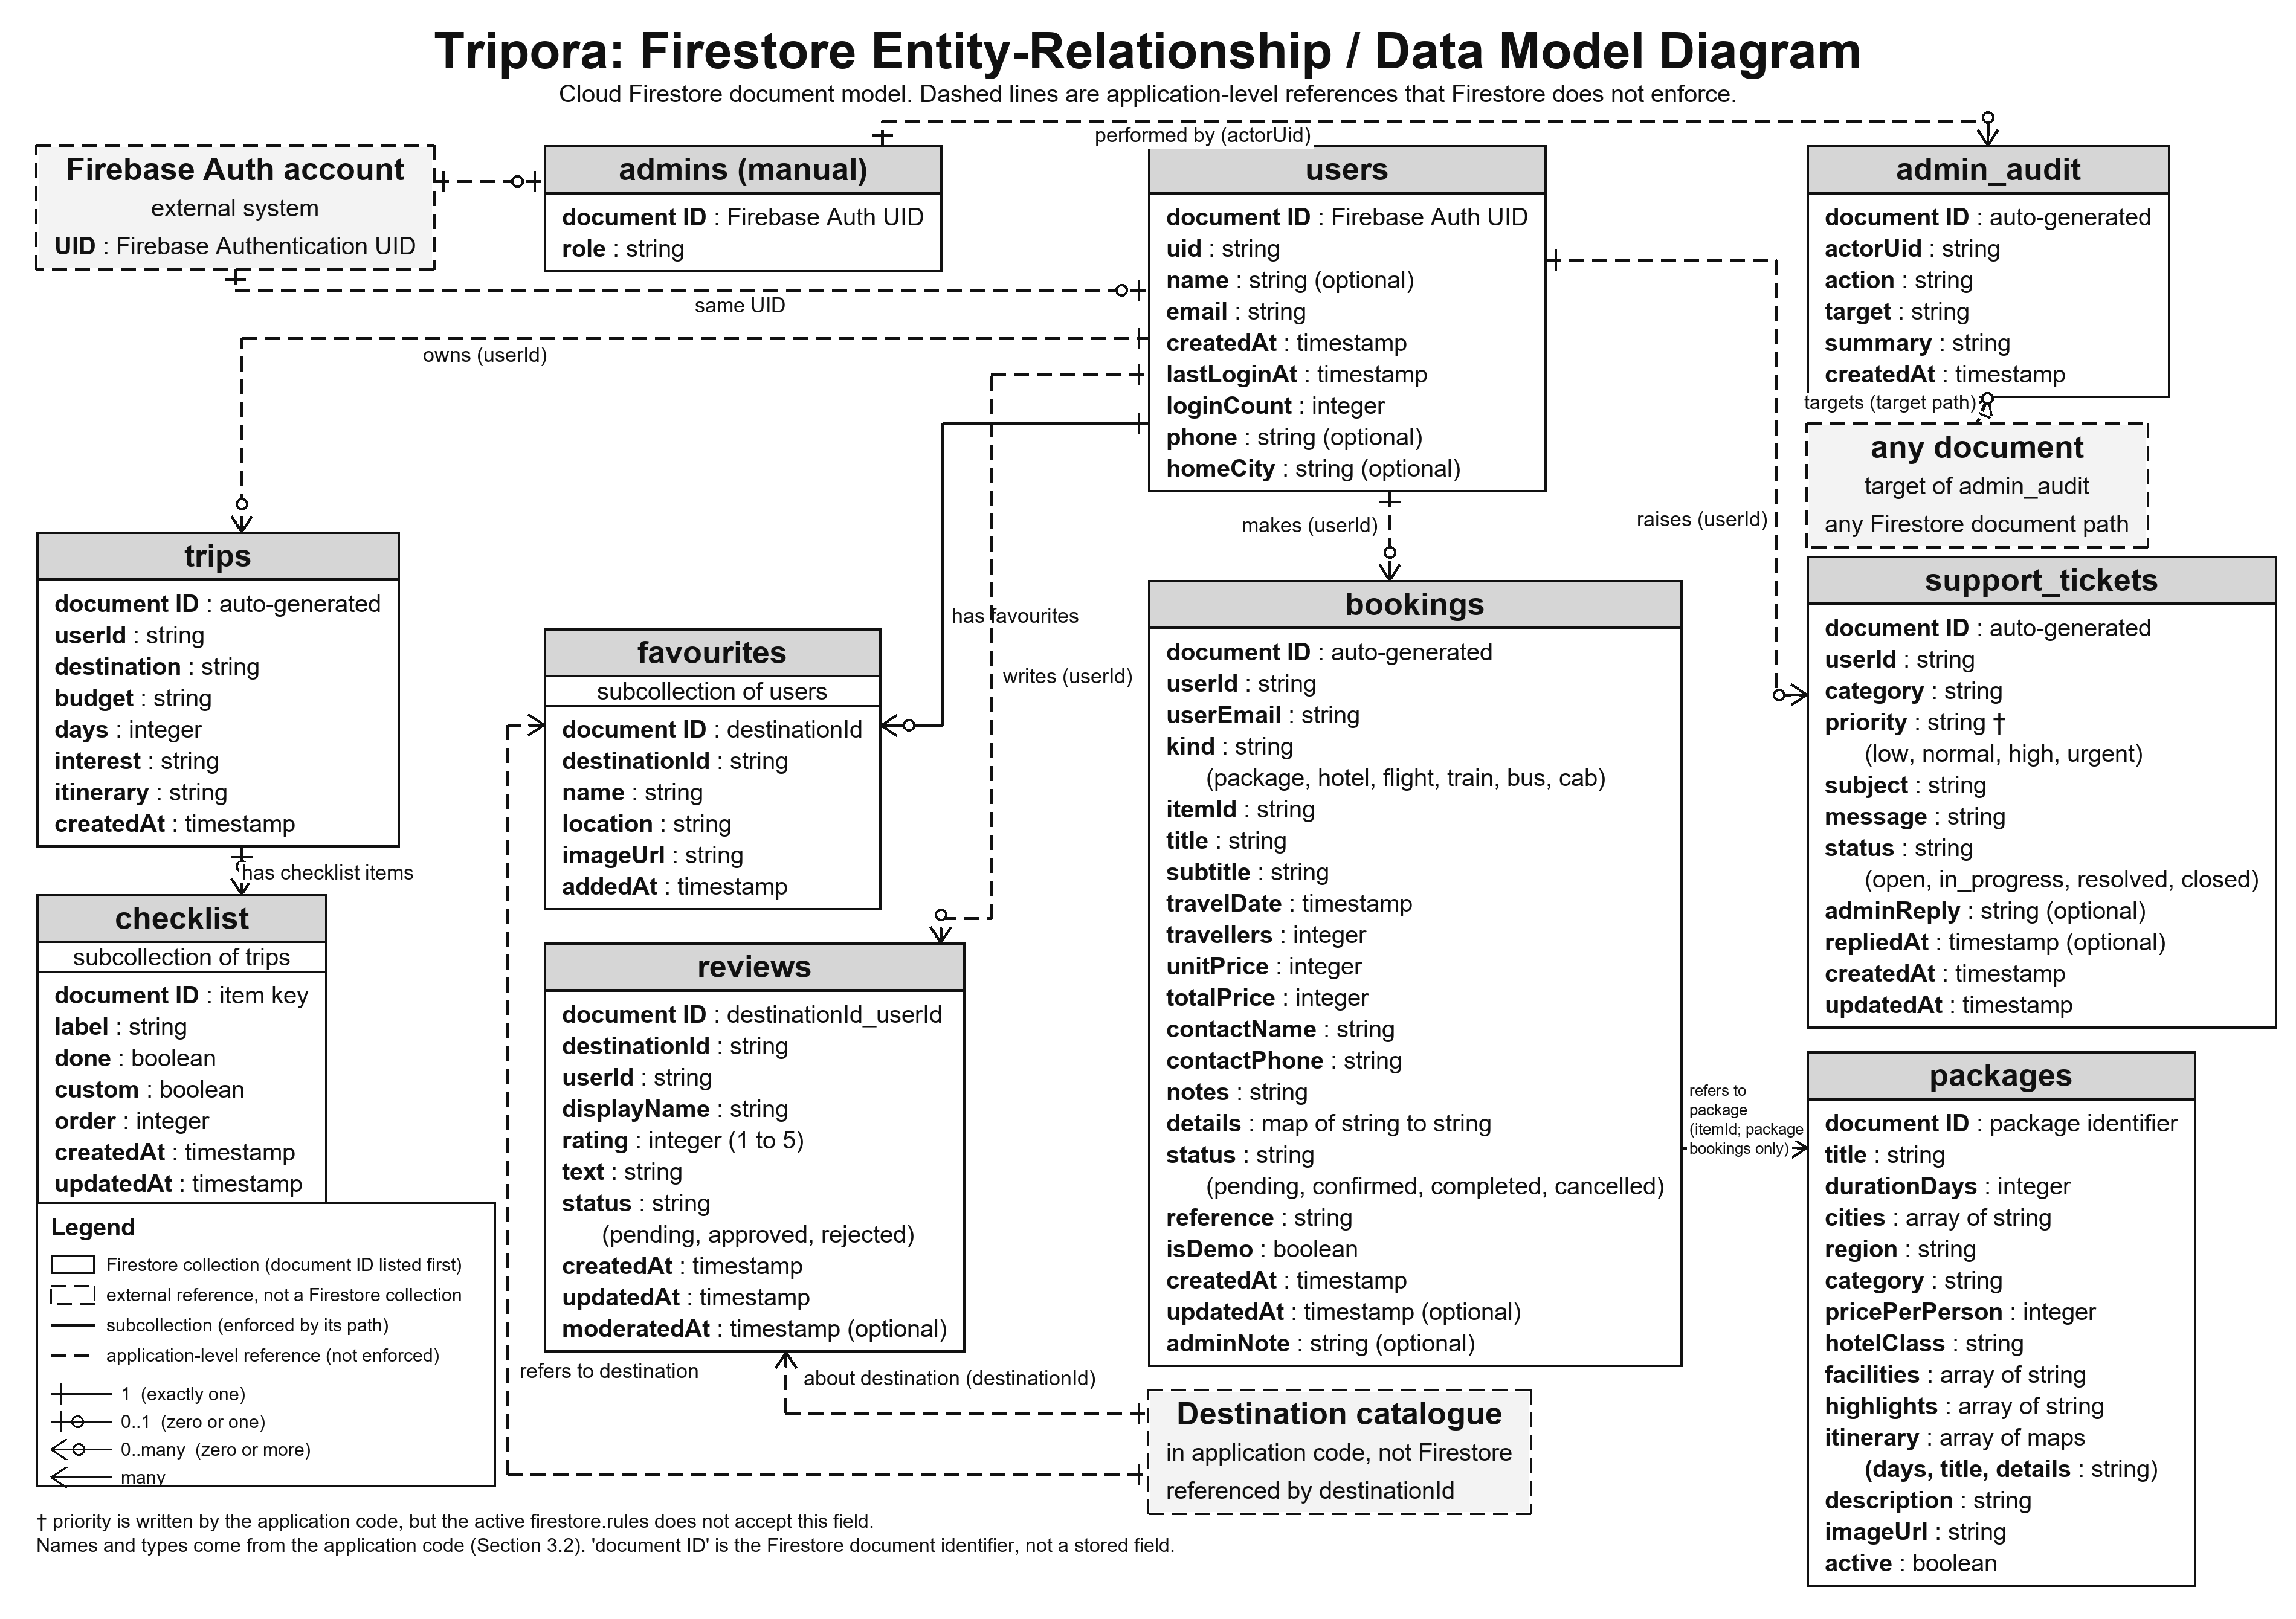 Tripora: Firestore Entity-Relationship / Data Model Diagram
Cloud Firestore document model. Dashed lines are application-level references that Firestore does not enforce.
performed by (actorUid)
Firebase Auth account
external system
UID : Firebase Authentication UID
admins (manual)
document ID : Firebase Auth UID
role : string
users
document ID : Firebase Auth UID
uid : string
name : string (optional)
email : string
createdAt : timestamp
lastLoginAt : timestamp
loginCount : integer
phone : string (optional)
homeCity : string (optional)
admin_audit
document ID : auto-generated
actorUid : string
action : string
target : string
summary : string
createdAt : timestamp
same UID
owns (userId)
targets (target path)
any document
target of admin_audit
any Firestore document path
makes (userId)
raises (userId)
trips
document ID : auto-generated
userId : string
destination : string
budget : string
days : integer
interest : string
itinerary : string
createdAt : timestamp
has checklist items
checklist
subcollection of trips
document ID : item key
label : string
done : boolean
custom : boolean
order : integer
createdAt : timestamp
updatedAt : timestamp
has favourites
writes (userId)
favourites
subcollection of users
document ID : destinationId
destinationId : string
name : string
location : string
imageUrl : string
addedAt : timestamp
reviews
document ID : destinationId_userId
destinationId : string
userId : string
displayName : string
rating : integer (1 to 5)
text : string
status : string
(pending, approved, rejected)
createdAt : timestamp
updatedAt : timestamp
moderatedAt : timestamp (optional)
bookings
document ID : auto-generated
userId : string
userEmail : string
kind : string
(package, hotel, flight, train, bus, cab)
itemId : string
title : string
subtitle : string
travelDate : timestamp
travellers : integer
unitPrice : integer
totalPrice : integer
contactName : string
contactPhone : string
notes : string
details : map of string to string
status : string
(pending, confirmed, completed, cancelled)
reference : string
isDemo : boolean
createdAt : timestamp
updatedAt : timestamp (optional)
adminNote : string (optional)
support_tickets
document ID : auto-generated
userId : string
category : string
priority : string †
(low, normal, high, urgent)
subject : string
message : string
status : string
(open, in_progress, resolved, closed)
adminReply : string (optional)
repliedAt : timestamp (optional)
createdAt : timestamp
updatedAt : timestamp
refers to
package
(itemId; package
bookings only)
packages
document ID : package identifier
title : string
durationDays : integer
cities : array of string
region : string
category : string
pricePerPerson : integer
hotelClass : string
facilities : array of string
highlights : array of string
itinerary : array of maps
(days, title, details : string)
description : string
imageUrl : string
active : boolean
Legend
Firestore collection (document ID listed first)
external reference, not a Firestore collection
subcollection (enforced by its path)
application-level reference (not enforced)
1 (exactly one)
0..1 (zero or one)
0..many (zero or more)
many
refers to destination
about destination (destinationId)
Destination catalogue
in application code, not Firestore
referenced by destinationId
† priority is written by the application code, but the active firestore.rules does not accept this field.
Names and types come from the application code (Section 3.2). 'document ID' is the Firestore document identifier, not a stored field.